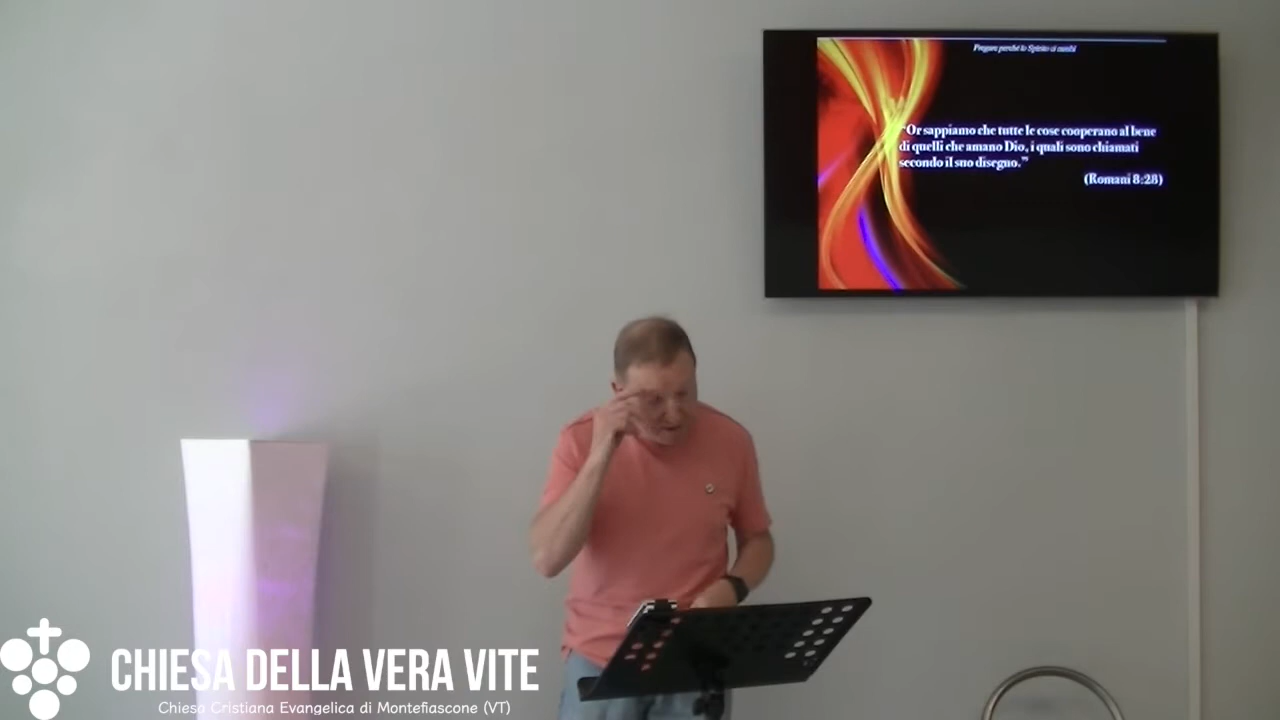 Pregare perché lo Spirito ci cambi
“Or sappiamo che tutte le cose cooperano al bene
di quelli che amano Dio, i quali sono chiamati
secondo il suo disegno.”
(Romani 8:28)
CHIESA DELLA VERA VITE
Chiesa Cristiana Evangelica di Montefiascone (VT)